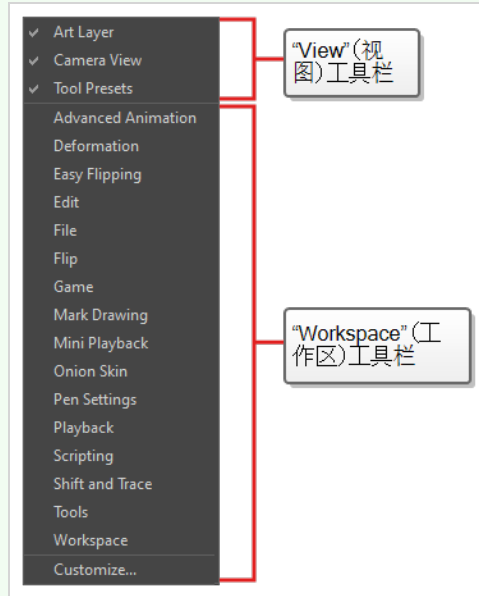 Art Layer
Camera View
Tool Presets
Advanced Animation
Deformation
Easy Flipping
Edit
File
Flip
Game
Mark Drawing
Mini Playback
Onion Skin
Pen Settings
Playback
Scripting
Shift and Trace
Tools
Workspace
Customize...
“View”(视
图)工具栏
“Workspace”(工
作区)工具栏